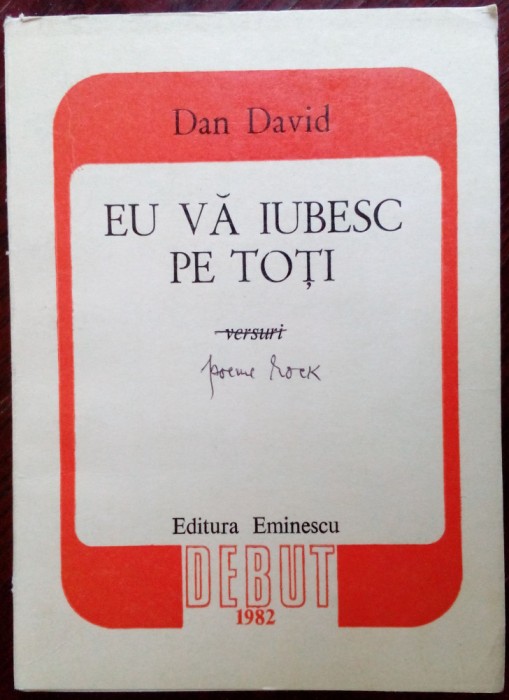 Dan David
EU VĂ IUBESC
PE TOȚI
versuri
poeme Rock
Editura Eminescu
DEBUT
1982